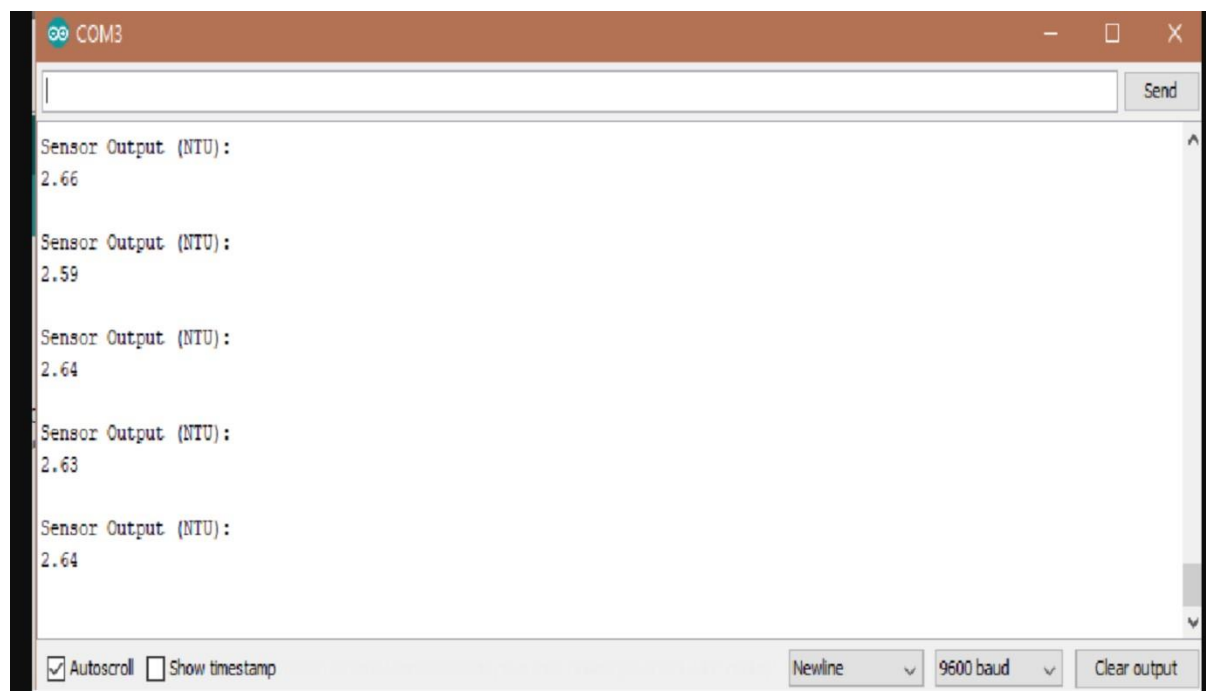 COM3
Send
Sensor Output (NTU):
2.66
Sensor Output (NTU):
2.59
Sensor Output (NTU):
2.64
Sensor Output (NTU):
2.63
Sensor Output (NTU):
2.64
Autoscroll Show timestamp Newline 9600 baud Clear output